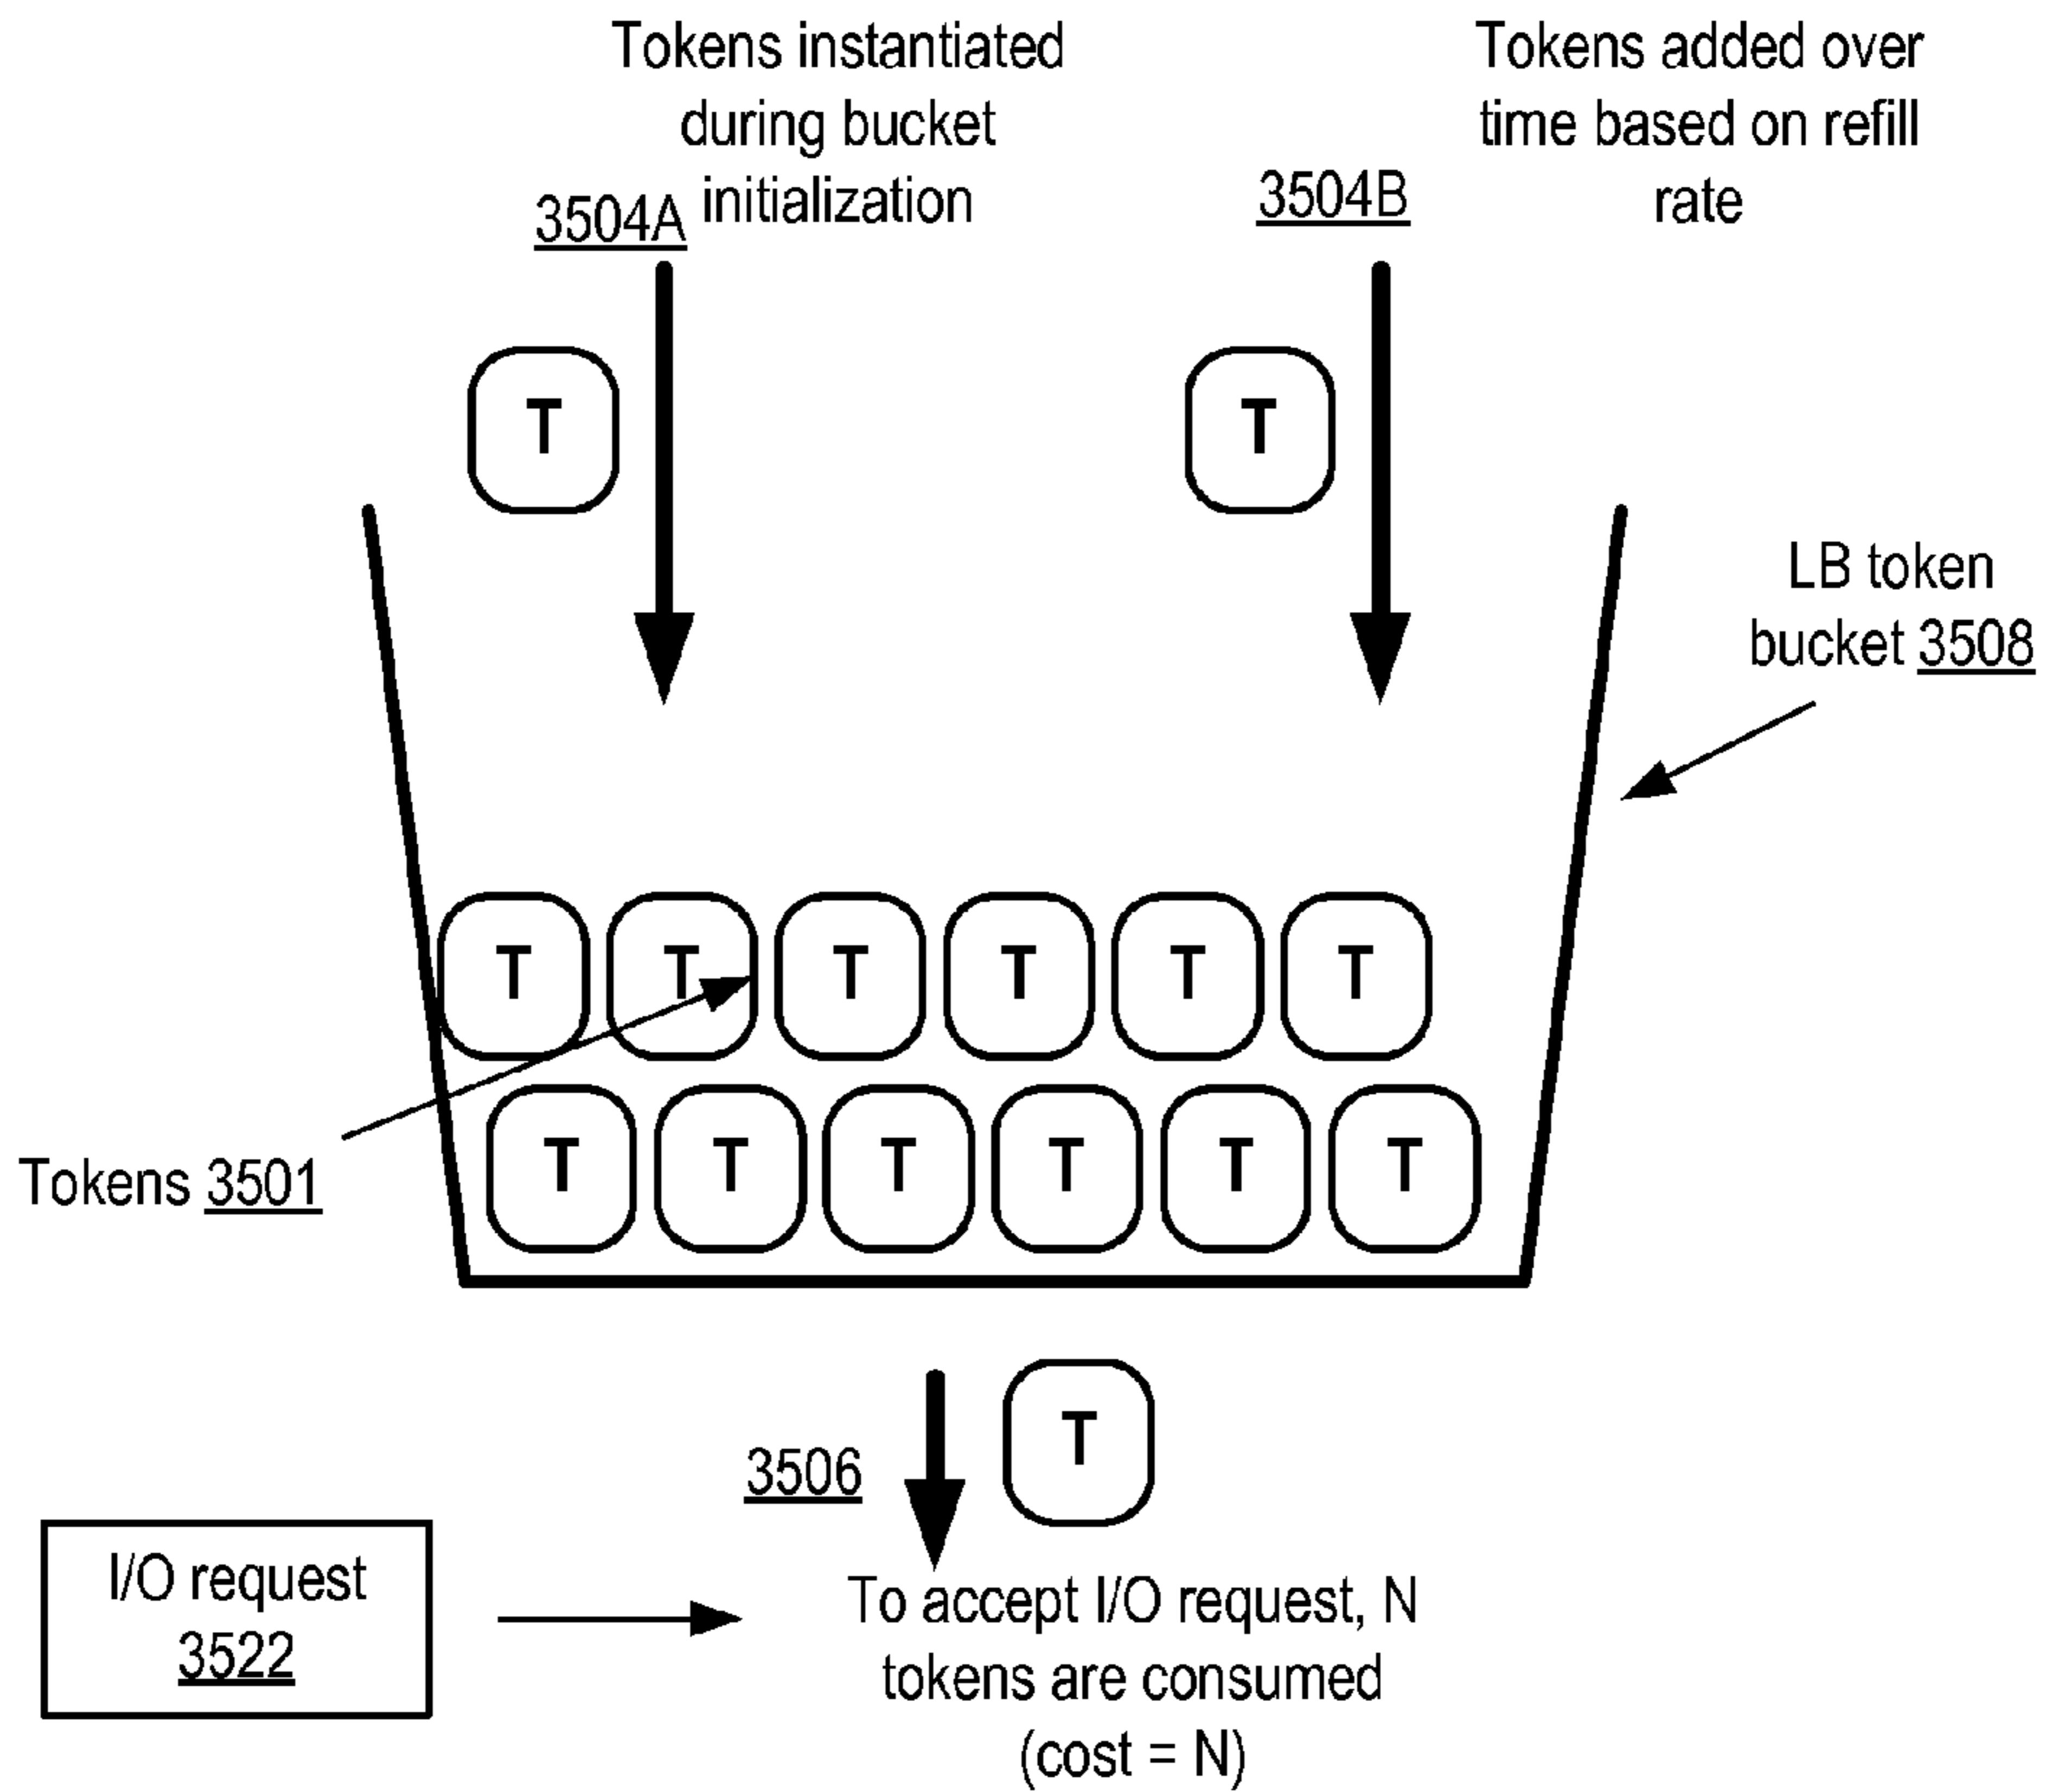 Tokens instantiated
during bucket
initialization
3504A
Tokens added over
time based on refill
rate
3504B
T
T
LB token
bucket 3508
T T T T T T
T T T T T T
Tokens 3501
T
3506
I/O request
3522
To accept I/O request, N
tokens are consumed
(cost = N)